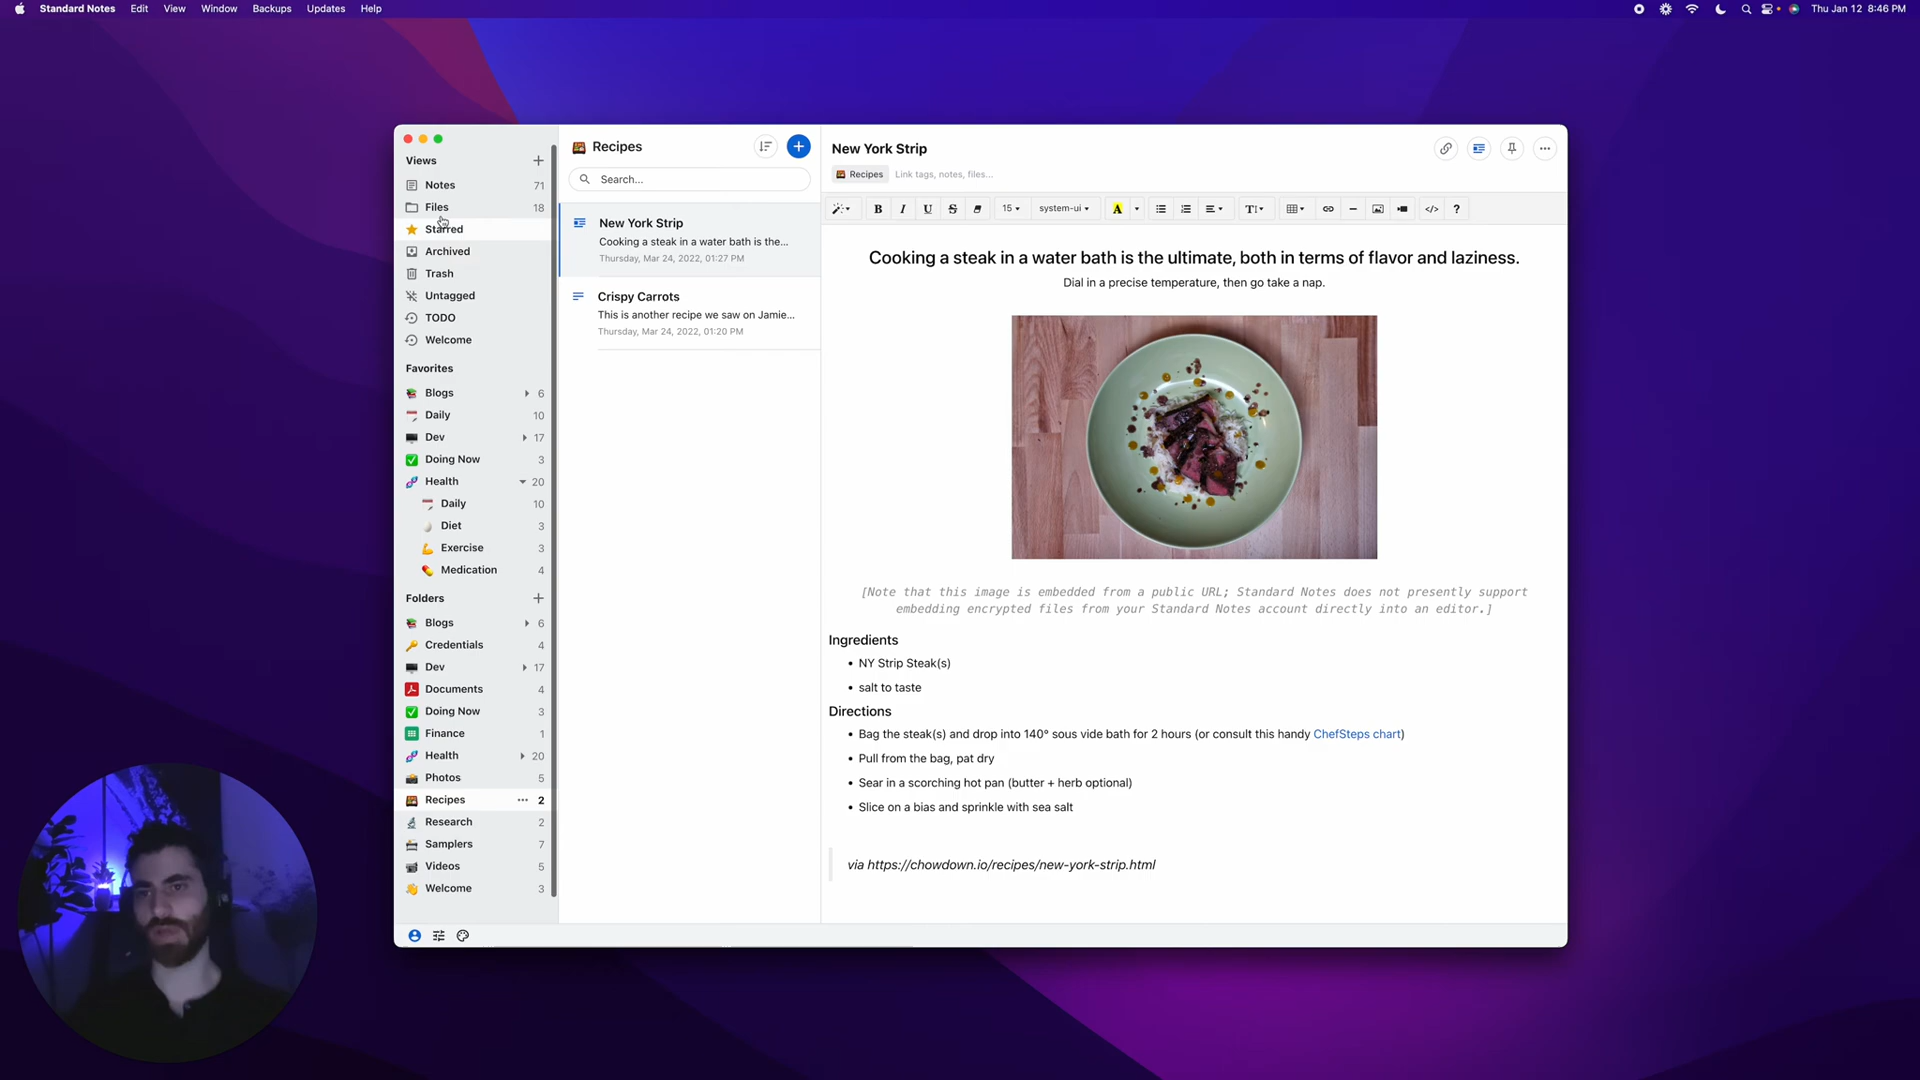 Standard Notes Edit View Window Backups Updates Help
Thu Jan 12 8:46 PM
Views
Notes 71
Files 18
Starred
Archived
Trash
Untagged
TODO
Welcome
Favorites
Blogs 6
Daily 10
Dev 17
Doing Now 3
Health 20
Daily 10
Diet 3
Exercise 3
Medication 4
Folders
Blogs 6
Credentials 4
Dev 17
Documents 4
Doing Now 3
Finance 1
Health 20
Photos 5
Recipes 2
Research 2
Samplers 7
Videos 5
Welcome 3
Recipes
Search...
New York Strip
Cooking a steak in a water bath is the...
Thursday, Mar 24, 2022, 01:27 PM
Crispy Carrots
This is another recipe we saw on Jamie...
Thursday, Mar 24, 2022, 01:20 PM
New York Strip
Recipes Link tags, notes, files...
B I U S 15 system-ui A T </> ?
Cooking a steak in a water bath is the ultimate, both in terms of flavor and laziness.
Dial in a precise temperature, then go take a nap.
[Note that this image is embedded from a public URL; Standard Notes does not presently support
embedding encrypted files from your Standard Notes account directly into an editor.]
Ingredients
• NY Strip Steak(s)
• salt to taste
Directions
• Bag the steak(s) and drop into 140° sous vide bath for 2 hours (or consult this handy ChefSteps chart)
• Pull from the bag, pat dry
• Sear in a scorching hot pan (butter + herb optional)
• Slice on a bias and sprinkle with sea salt
via https://chowdown.io/recipes/new-york-strip.html